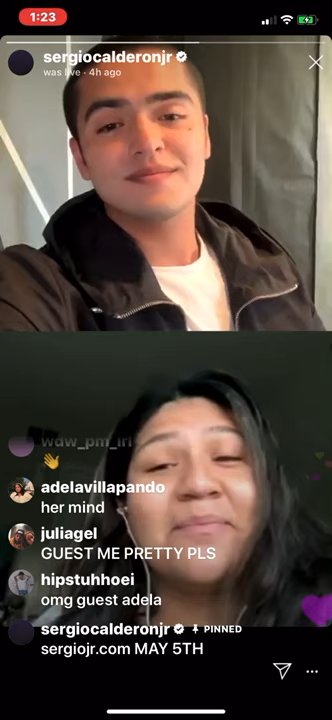 1:23
sergiocalderonjr
was live · 4h ago
wdw_pm_irl
👋
adelavillapando
her mind
juliagel
GUEST ME PRETTY PLS
hipstuhhoei
omg guest adela
sergiocalderonjr PINNED
sergiojr.com MAY 5TH